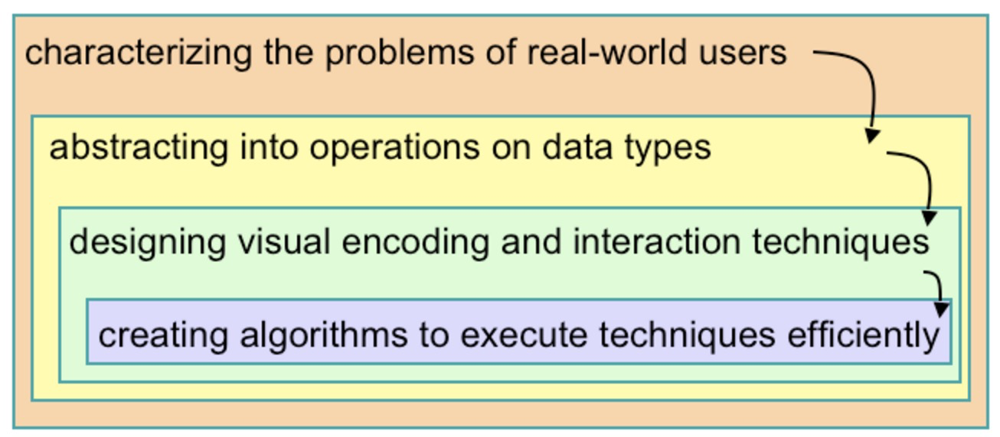 characterizing the problems of real-world users
abstracting into operations on data types
designing visual encoding and interaction techniques
creating algorithms to execute techniques efficiently